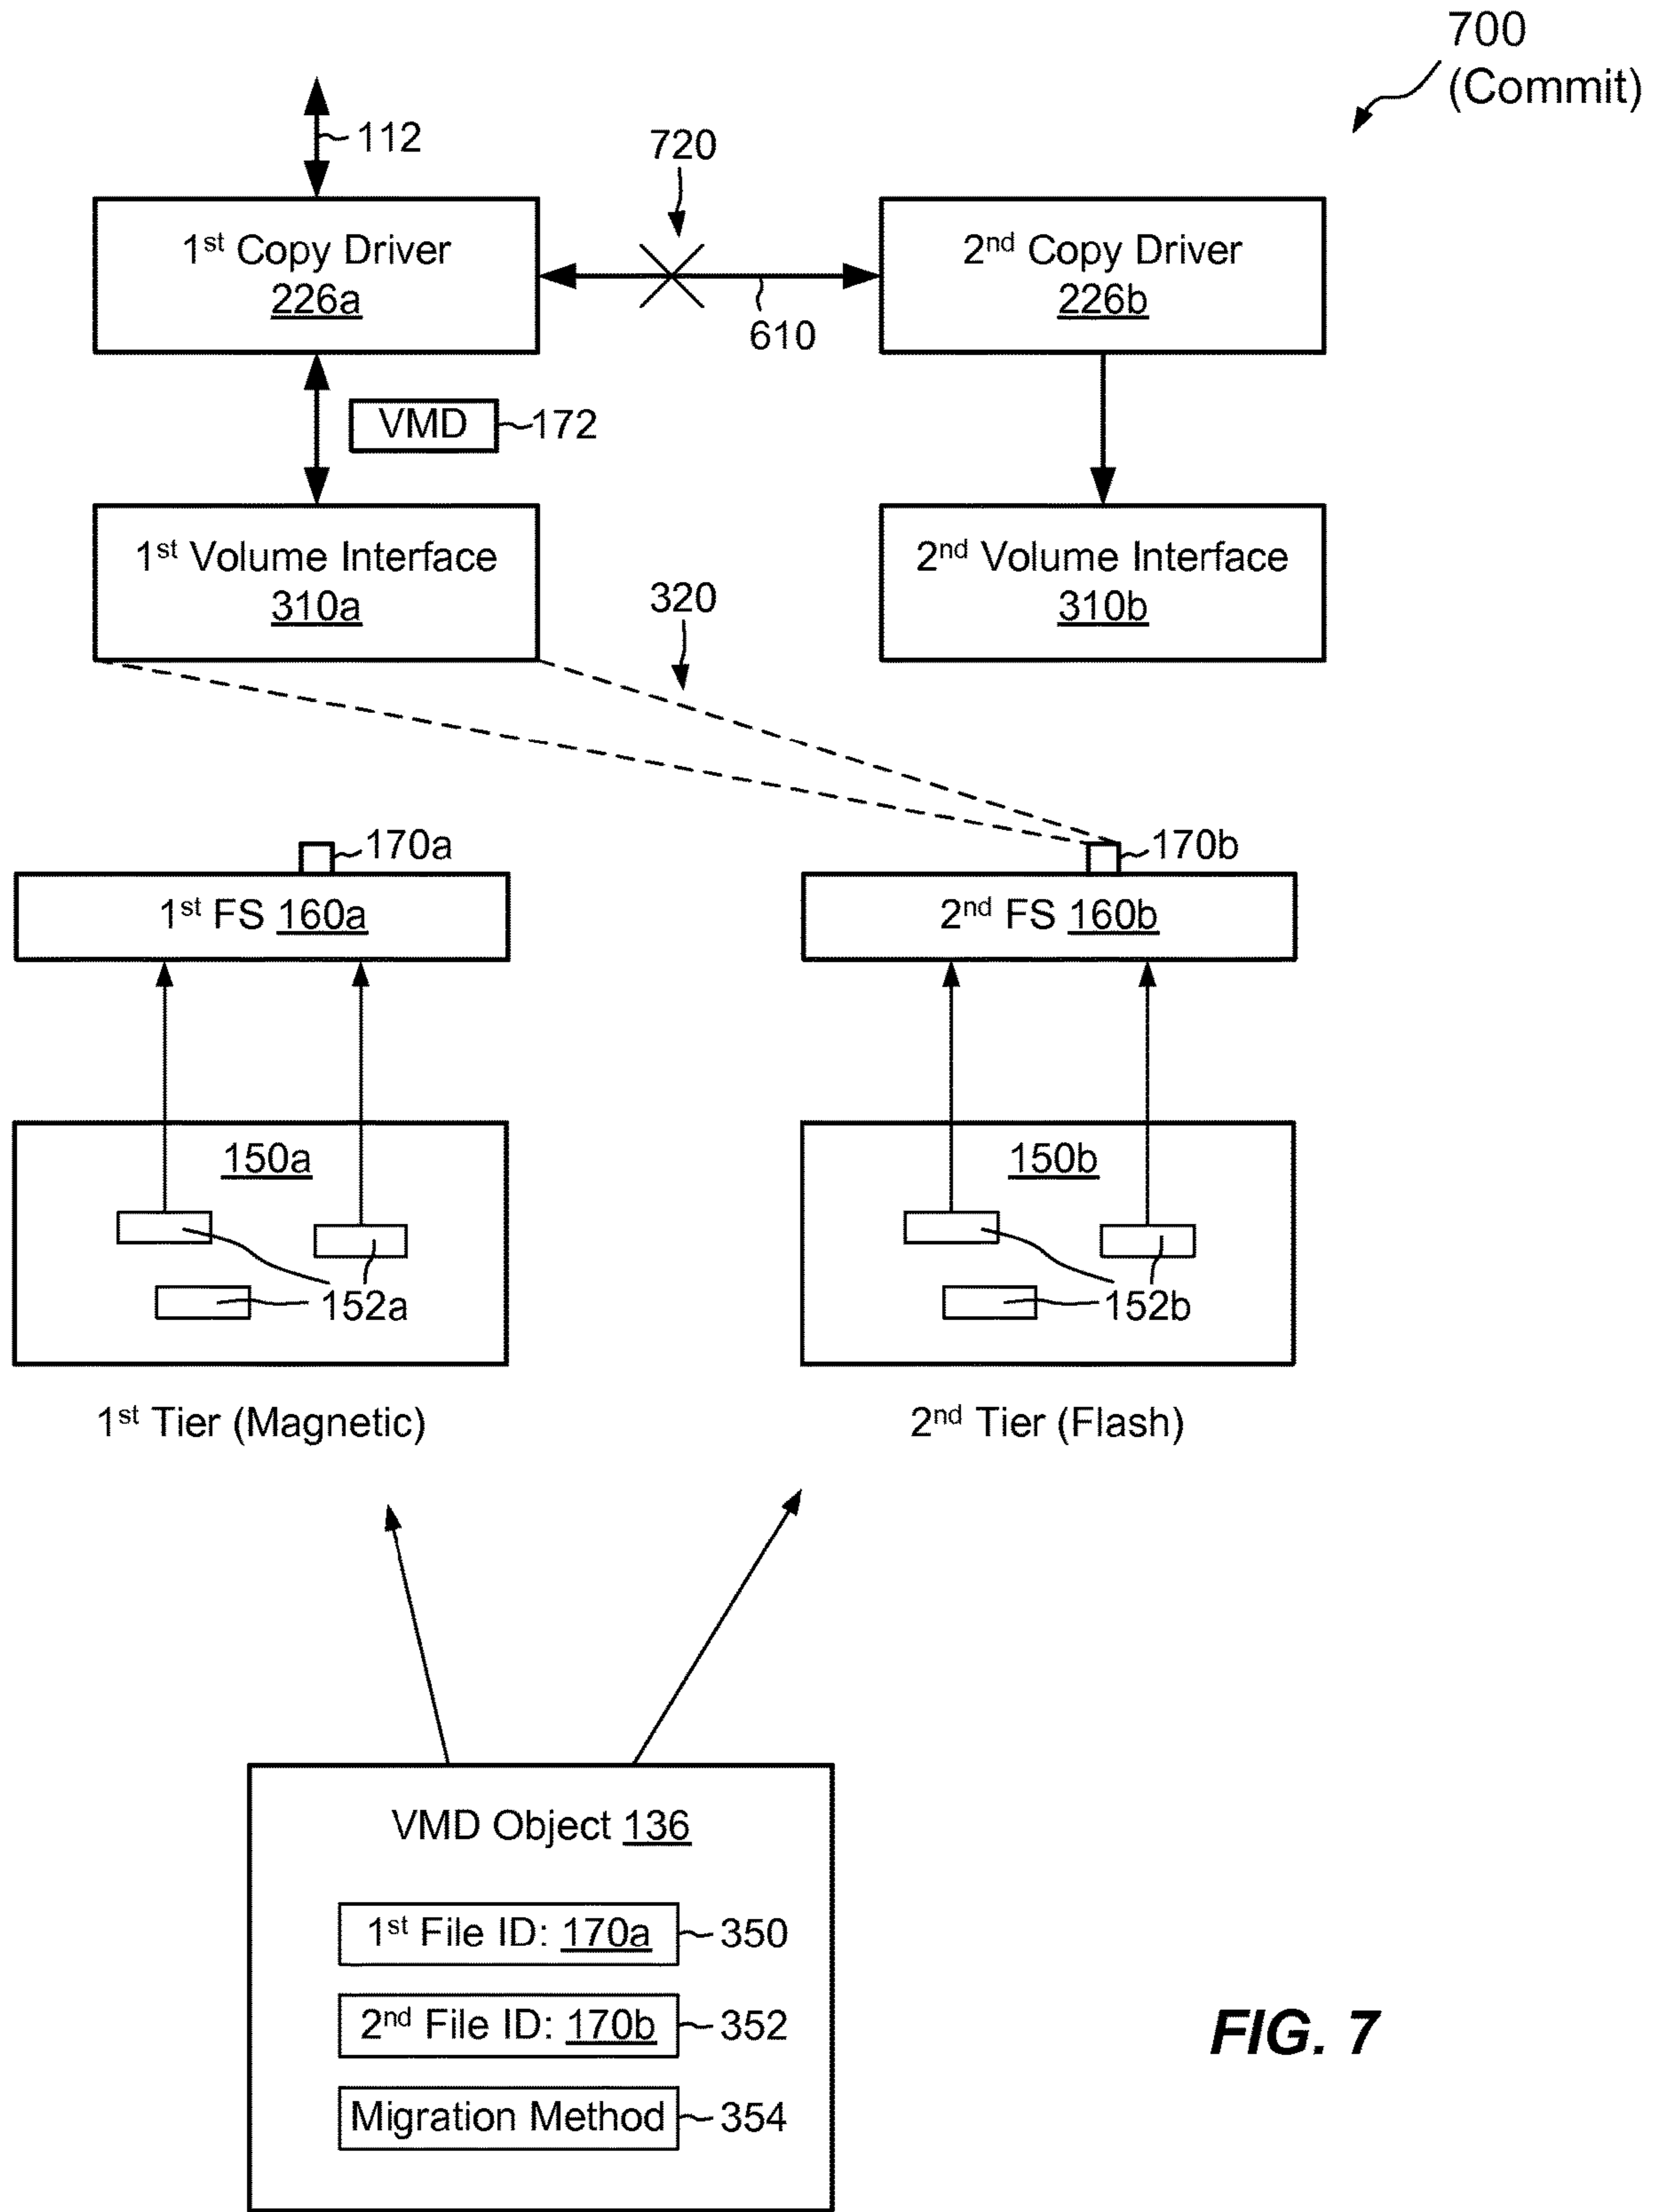 700
(Commit)
112
720
1st Copy Driver
226a
2nd Copy Driver
226b
610
VMD
172
1st Volume Interface
310a
2nd Volume Interface
310b
320
170a
170b
1st FS 160a
2nd FS 160b
150a
150b
152a
152b
1st Tier (Magnetic)
2nd Tier (Flash)
VMD Object 136
1st File ID: 170a
350
2nd File ID: 170b
352
Migration Method
354
FIG. 7